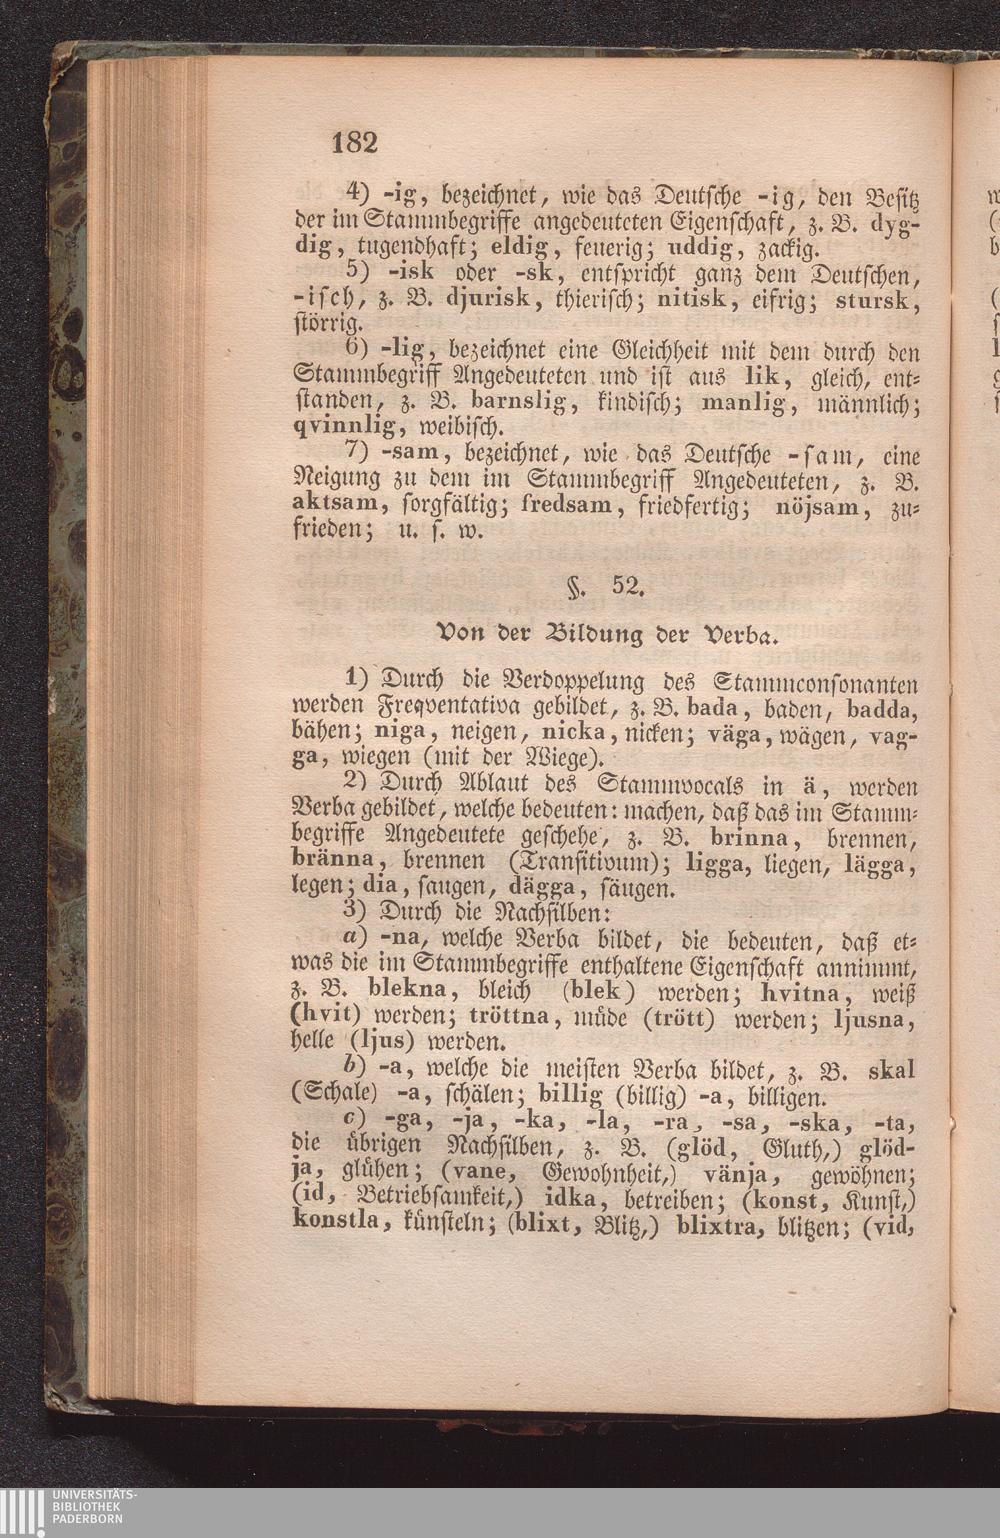 182
4) -ig, bezeichnet, wie das Deutsche -ig, den Besitz
der im Stammbegriffe angedeuteten Eigenschaft, z. B. dyg-
dig, tugendhaft; eldig, feuerig; uddig, zackig.
5) -isk oder -sk, entspricht ganz dem Deutschen,
-isch, z. B. djurisk, thierisch; nitisk, eifrig; stursk,
störrig.
6) -lig, bezeichnet eine Gleichheit mit dem durch den
Stammbegriff Angedeuteten und ist aus lik, gleich, ent-
standen, z. B. barnslig, kindisch; manlig, männlich;
qvinnlig, weibisch.
7) -sam, bezeichnet, wie das Deutsche -sam, eine
Neigung zu dem im Stammbegriff Angedeuteten, z. B.
aktsam, sorgfältig; fredsam, friedfertig; nöjsam, zu-
frieden; u. s. w.
§. 52.
Von der Bildung der Verba.
1) Durch die Verdoppelung des Stammconsonanten
werden Freqventativa gebildet, z. B. bada, baden, badda,
bähen; niga, neigen, nicka, nicken; väga, wägen, vag-
ga, wiegen (mit der Wiege).
2) Durch Ablaut des Stammvocals in ä, werden
Verba gebildet, welche bedeuten: machen, daß das im Stamm-
begriffe Angedeutete geschehe, z. B. brinna, brennen,
bränna, brennen (Transitivum); ligga, liegen, lägga,
legen; dia, saugen, dägga, säugen.
3) Durch die Nachsilben:
a) -na, welche Verba bildet, die bedeuten, daß et-
was die im Stammbegriffe enthaltene Eigenschaft annimmt,
z. B. blekna, bleich (blek) werden; hvitna, weiß
(hvit) werden; tröttna, müde (trött) werden; ljusna,
helle (ljus) werden.
b) -a, welche die meisten Verba bildet, z. B. skal
(Schale) -a, schälen; billig (billig) -a, billigen.
c) -ga, -ja, -ka, -la, -ra, -sa, -ska, -ta,
die übrigen Nachsilben, z. B. (glöd, Gluth,) glöd-
ja, glühen; (vane, Gewohnheit,) vänja, gewöhnen;
(id, Betriebsamkeit,) idka, betreiben; (konst, Kunst,)
konstla, künsteln; (blixt, Blitz,) blixtra, blitzen; (vid,
UNIVERSITÄTS-
BIBLIOTHEK
PADERBORN